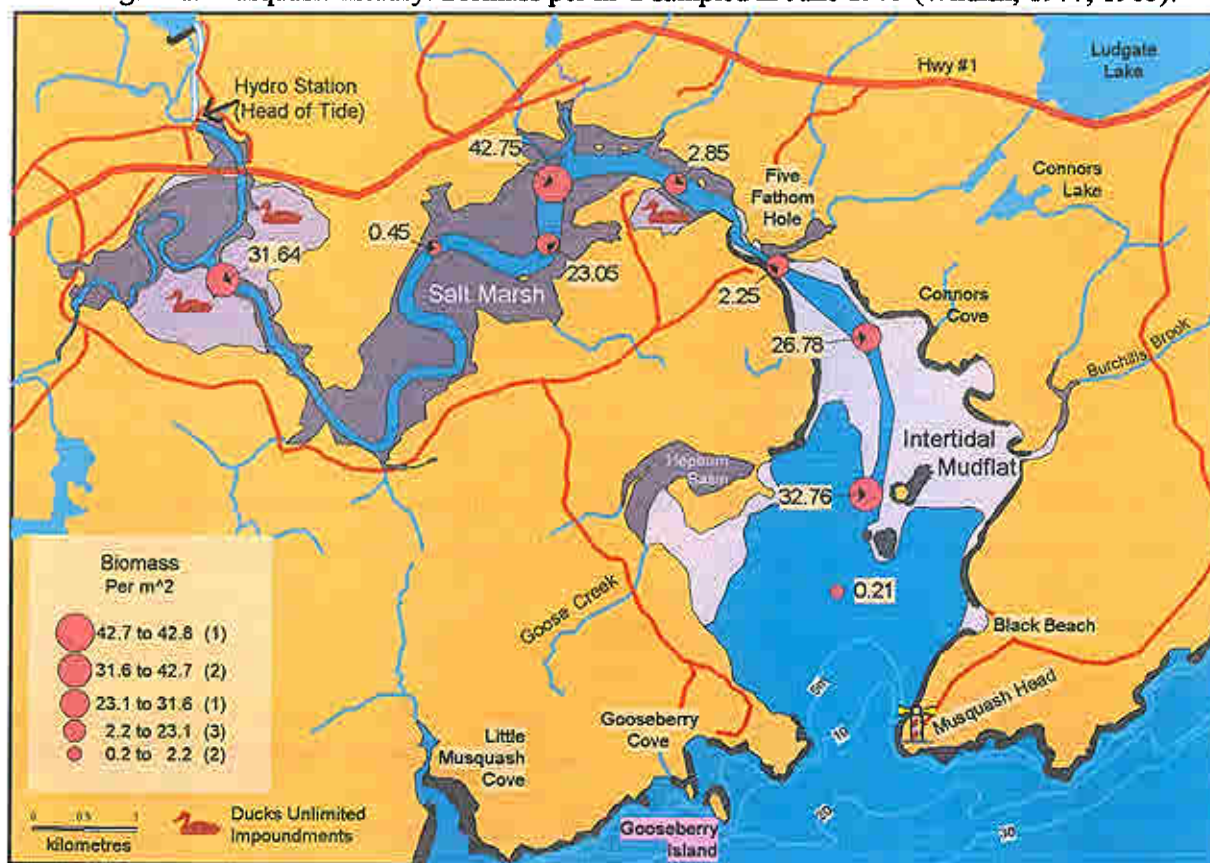 Hwy #1
Ludgate
Lake
Hydro Station
(Head of Tide)
42.75
2.85
Five
Fathom
Hole
Connors
Lake
31.64
0.45
23.05
Salt Marsh
2.25
Connors
Cove
26.78
Burchills Brook
Intertidal
Mudflat
Hepburn
Basin
32.76
Biomass
Per m^2
42.7 to 42.8 (1)
31.6 to 42.7 (2)
23.1 to 31.6 (1)
2.2 to 23.1 (3)
0.2 to 2.2 (2)
0.21
Goose Creek
Black Beach
Musquash Head
Gooseberry
Cove
Little
Musquash
Cove
10
30
0 .5 1
kilometres
Ducks Unlimited
Impoundments
Gooseberry
Island